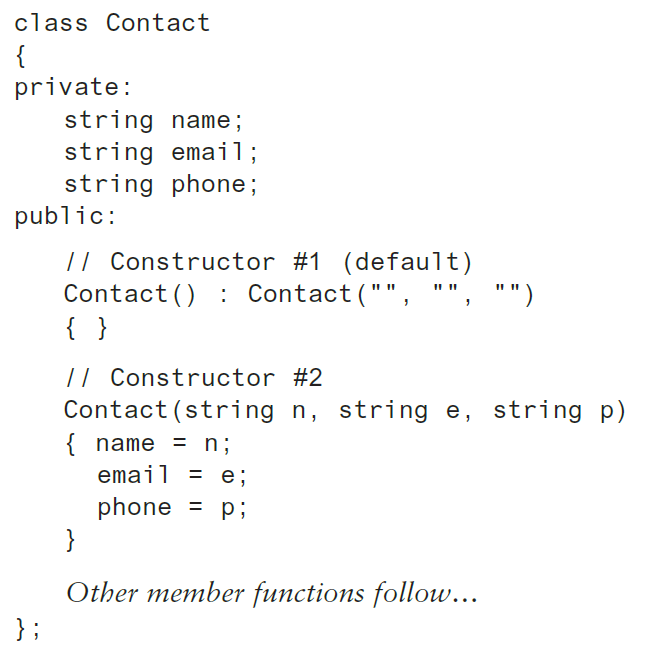 class Contact
{
private:
    string name;
    string email;
    string phone;
public:
    // Constructor #1 (default)
    Contact() : Contact("", "", "")
    { }
    // Constructor #2
    Contact(string n, string e, string p)
    { name = n;
      email = e;
      phone = p;
    }
    Other member functions follow…
};